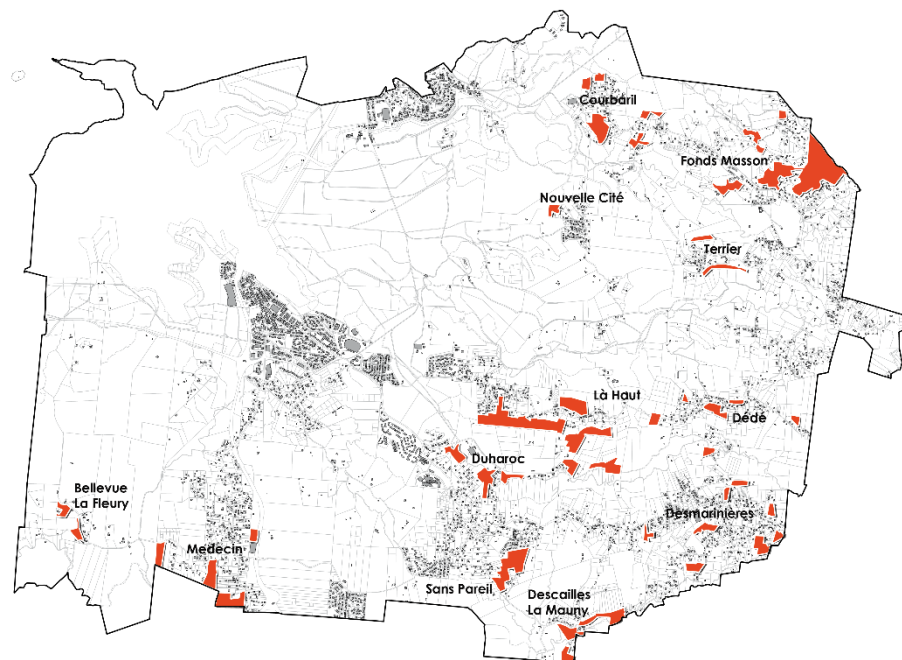 Courbaril
Fonds Masson
Nouvelle Cité
Terrier
Là Haut
Dédé
Duharoc
Bellevue
La Fleury
Desmarinières
Medecin
Sans Pareil
Descailles
La Mauny